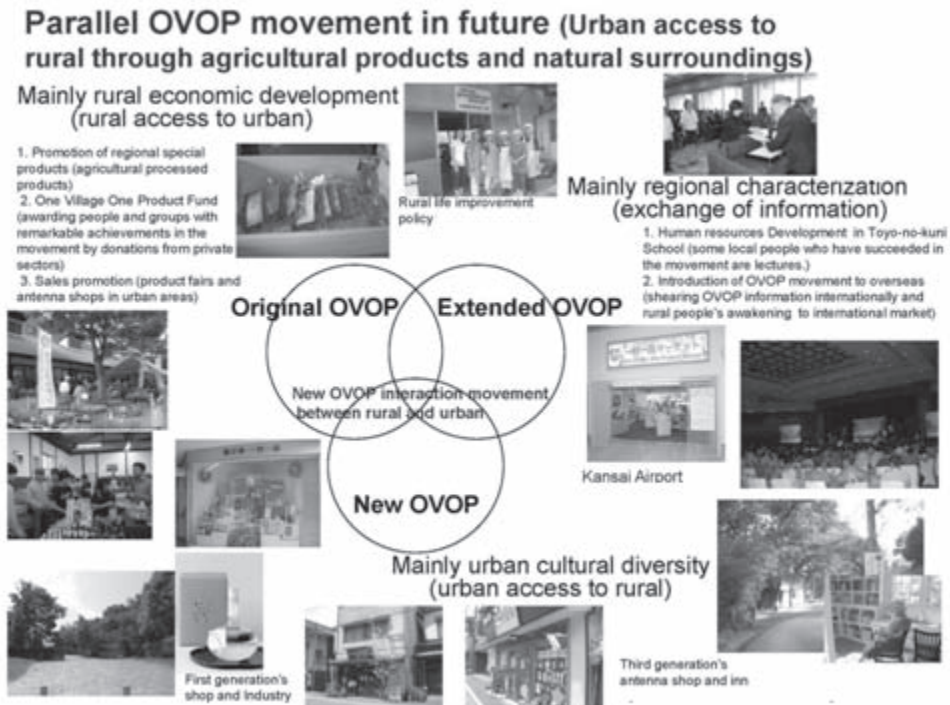 Parallel OVOP movement in future (Urban access to
rural through agricultural products and natural surroundings)
Mainly rural economic development
(rural access to urban)
1. Promotion of regional special
products (agricultural processed
products)
2. One Village One Product Fund
(awarding people and groups with
remarkable achievements in the
movement by donations from private
sectors)
3. Sales promotion (product fairs and
antenna shops in urban areas)
Rural life improvement
policy
Mainly regional characterization
(exchange of information)
1. Human resources Development in Toyo-no-kuni
School (some local people who have succeeded in
the movement are lectures.)
2. Introduction of OVOP movement to overseas
(shearing OVOP information internationally and
rural people's awakening to international market)
Original OVOP
Extended OVOP
New OVOP interaction movement
between rural and urban
New OVOP
Kansai Airport
Mainly urban cultural diversity
(urban access to rural)
First generation's
shop and Industry
Third generation's
antenna shop and inn